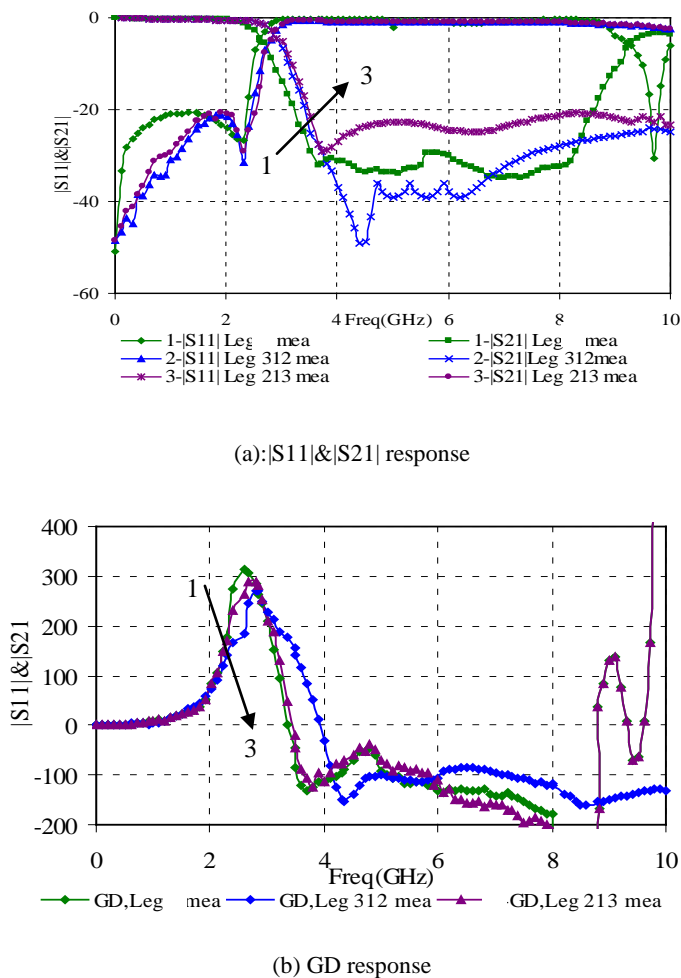 0
-20
-40
-60
|S11|&|S21|
3
1
0 2 4 6 8 10
Freq(GHz)
1-|S11| Leg mea 1-|S21| Leg mea
2-|S11| Leg 312 mea 2-|S21|Leg 312mea
3-|S11| Leg 213 mea 3-|S21| Leg 213 mea
(a):|S11|&|S21| response
400
300
200
100
0
-100
-200
|S11|&|S21
1
3
0 2 4 6 8 10
Freq(GHz)
GD,Leg mea GD,Leg 312 mea GD,Leg 213 mea
(b) GD response